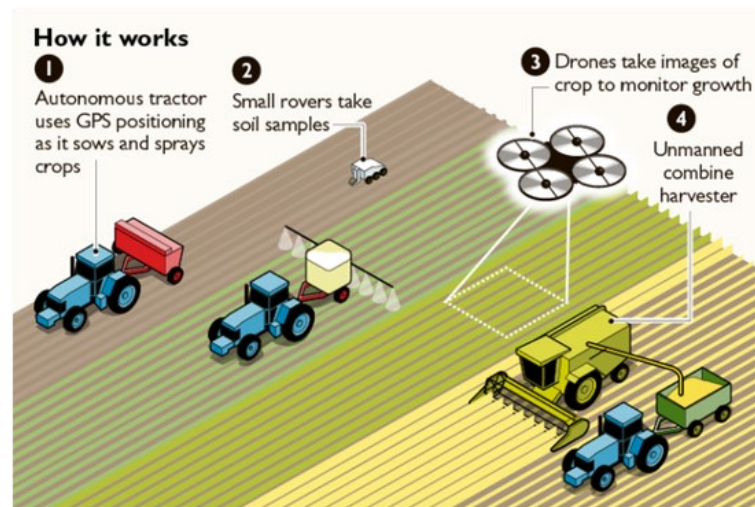 How it works
1
Autonomous tractor
uses GPS positioning
as it sows and sprays
crops
2
Small rovers take
soil samples
3 Drones take images of
crop to monitor growth
4
Unmanned
combine
harvester